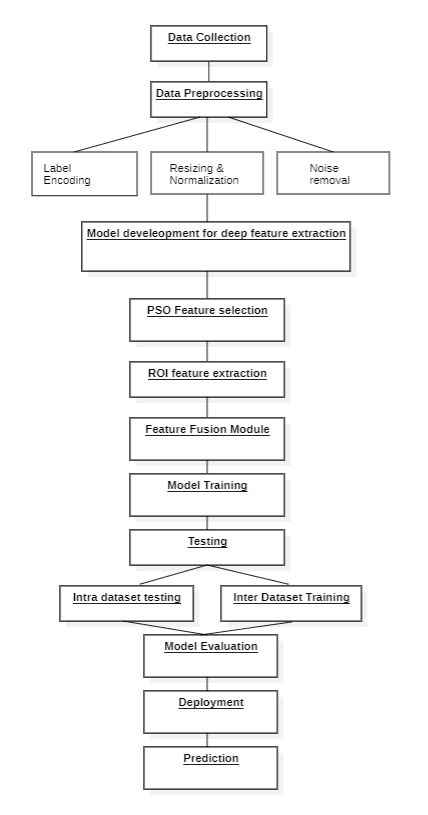 Data Collection
Data Preprocessing
Label
Encoding
Resizing &
Normalization
Noise
removal
Model develeopment for deep feature extraction
PSO Feature selection
ROI feature extraction
Feature Fusion Module
Model Training
Testing
Intra dataset testing
Inter Dataset Training
Model Evaluation
Deployment
Prediction